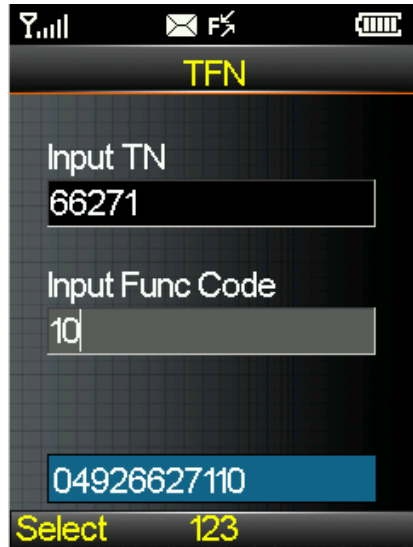 F
TFN
Input TN
66271
Input Func Code
10
04926627110
Select 123